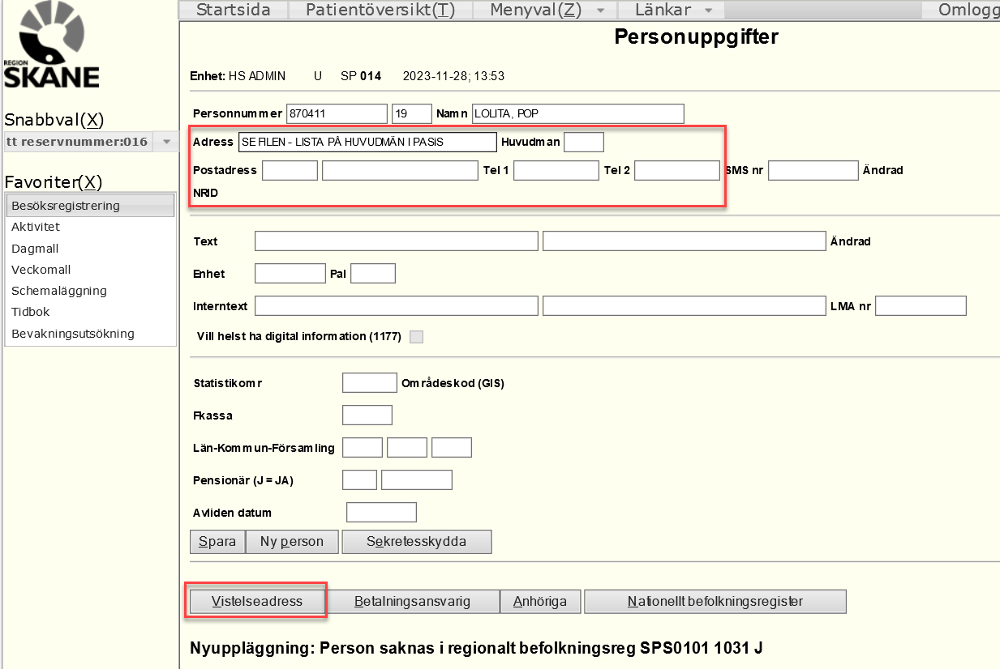 Startsida Patientöversikt(T) Menyval(Z) Länkar Omlogg
REGION
SKANE
Personuppgifter
Enhet: HS ADMIN U SP 014 2023-11-28; 13:53
Snabbval(X)
tt reservnummer:016
Favoriter(X)
Besöksregistrering
Aktivitet
Dagmall
Veckomall
Schemaläggning
Tidbok
Bevakningsutsökning
Personnummer 870411 19 Namn LOLITA, POP
Adress SE FILEN - LISTA PÅ HUVUDMÄN I PASiS Huvudman
Postadress Tel 1 Tel 2 SMS nr Ändrad
NRID
Text Ändrad
Enhet Pal
Interntext LMA nr
Vill helst ha digital information (1177)
Statistikomr Områdeskod (GIS)
Fkassa
Län-Kommun-Församling
Pensionär (J = JA)
Avliden datum
Spara Ny person Sekretesskydda
Vistelseadress Betalningsansvarig Anhöriga Nationellt befolkningsregister
Nyuppläggning: Person saknas i regionalt befolkningsreg SPS0101 1031 J